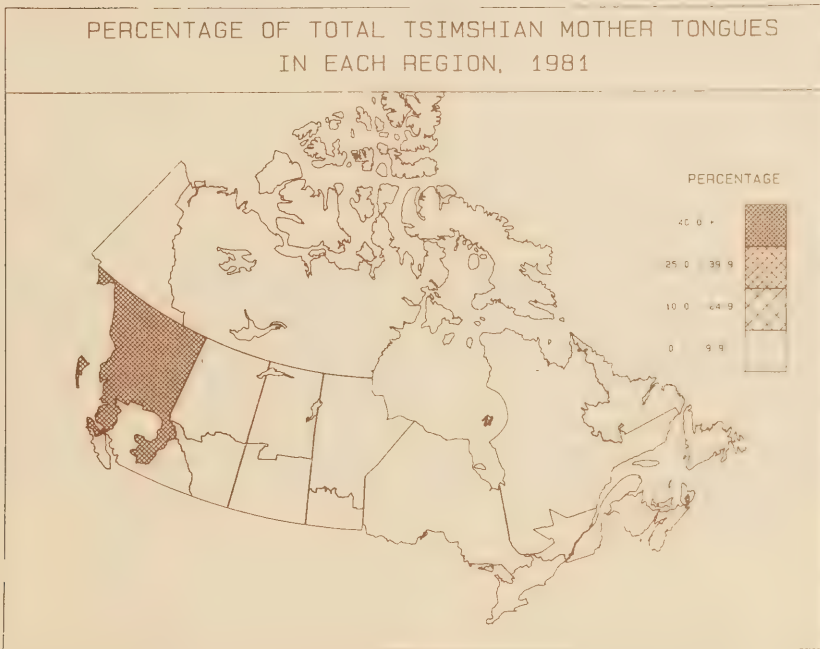 PERCENTAGE OF TOTAL TSIMSHIAN MOTHER TONGUES
IN EACH REGION, 1981
PERCENTAGE
40 0 +
25 0 39 9
10 0 24 9
0 9 9